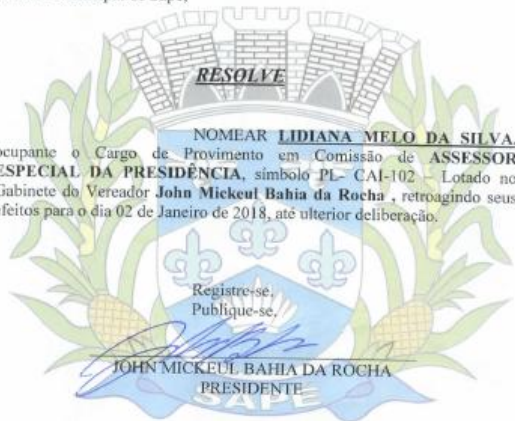 RESOLVE
NOMEAR LIDIANA MELO DA SILVA,
ocupante o Cargo de Provimento em Comissão de ASSESSOR
ESPECIAL DA PRESIDÊNCIA, símbolo PL- CAI-102 Lotado no
Gabinete do Vereador John Mickeul Bahia da Rocha , retroagindo seus
efeitos para o dia 02 de Janeiro de 2018, até ulterior deliberação.
Registre-se,
Publique-se,
JOHN MICKEUL BAHIA DA ROCHA
PRESIDENTE
SAPÉ